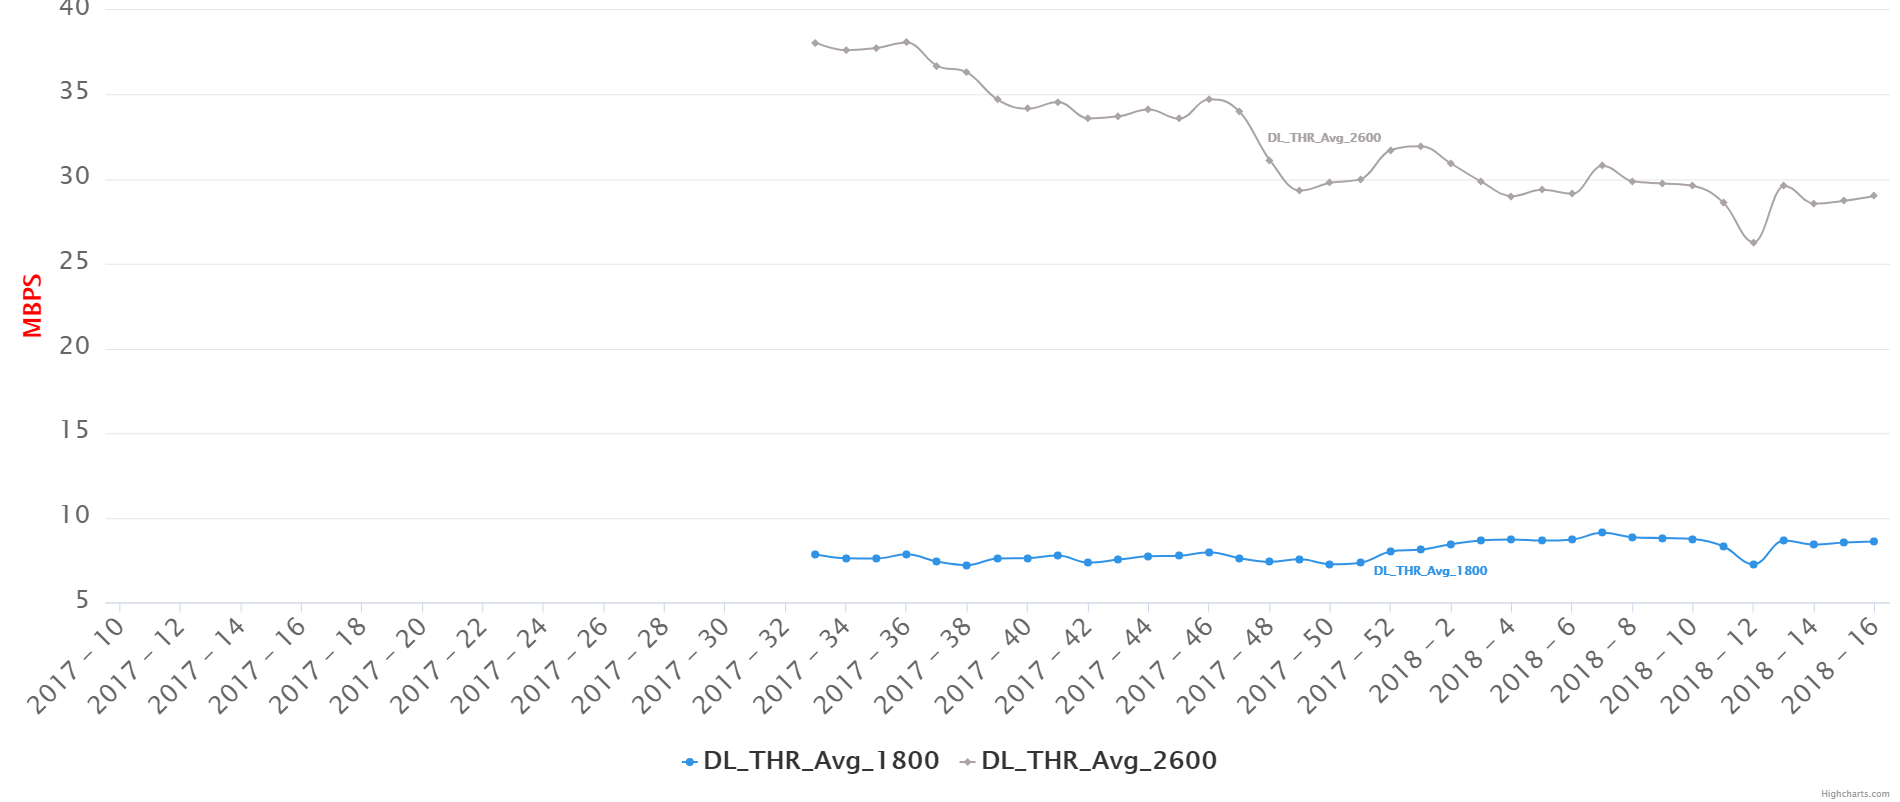 40
35
30
25
20
15
10
5
MBPS
DL_THR_Avg_2600
DL_THR_Avg_1800
2017 – 10
2017 – 12
2017 – 14
2017 – 16
2017 – 18
2017 – 20
2017 – 22
2017 – 24
2017 – 26
2017 – 28
2017 – 30
2017 – 32
2017 – 34
2017 – 36
2017 – 38
2017 – 40
2017 – 42
2017 – 44
2017 – 46
2017 – 48
2017 – 50
2017 – 52
2018 – 2
2018 – 4
2018 – 6
2018 – 8
2018 – 10
2018 – 12
2018 – 14
2018 – 16
DL_THR_Avg_1800 DL_THR_Avg_2600
Highcharts.com